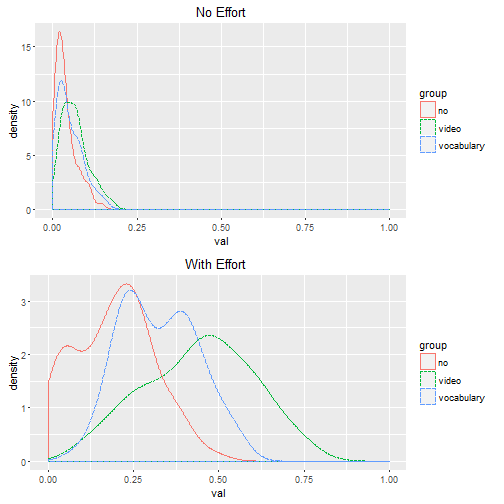 No Effort
15
10
5
0
density
0.00 0.25 0.50 0.75 1.00
val
group
no
video
vocabulary
With Effort
3
2
1
0
density
0.00 0.25 0.50 0.75 1.00
val
group
no
video
vocabulary